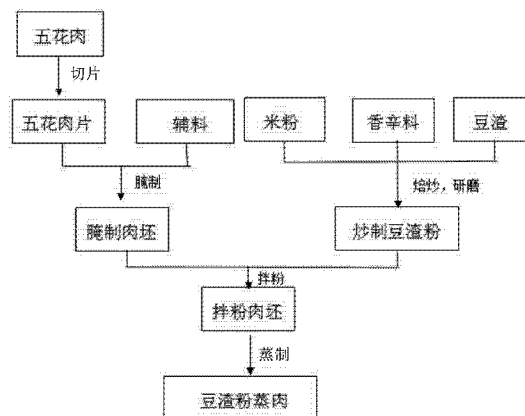 五花肉
切片
五花肉片 辅料 米粉 香辛料 豆渣
腌制 焙炒，研磨
腌制肉坯 炒制豆渣粉
拌粉
拌粉肉坯
蒸制
豆渣粉蒸肉